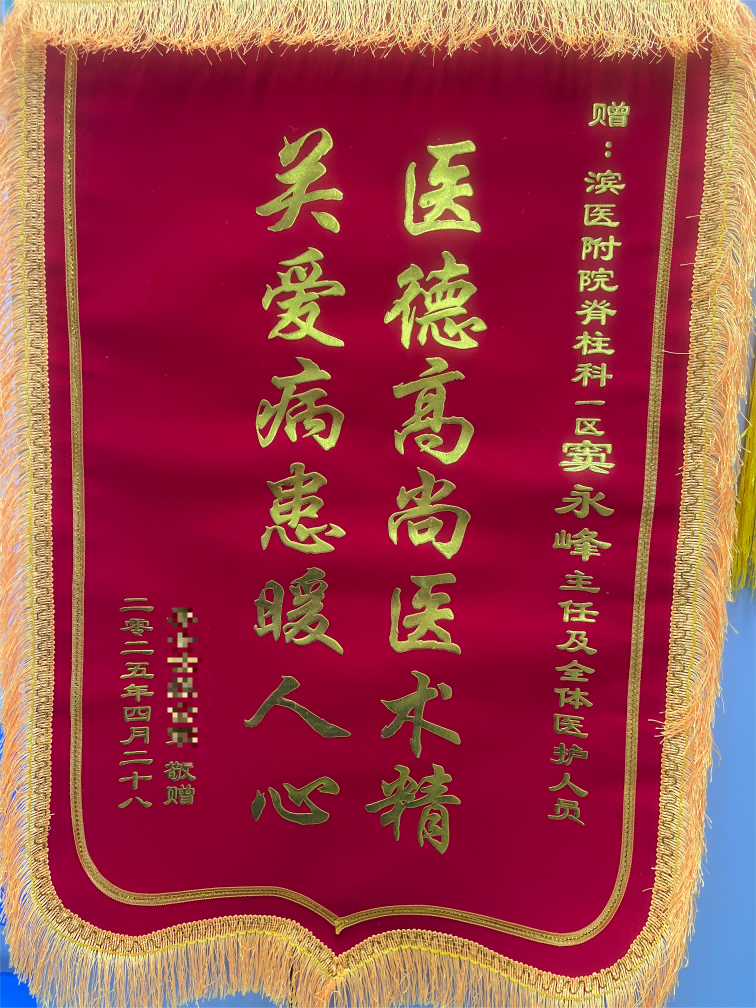 赠：滨医附院脊柱科一区窦永峰主任及全体医护人员
医德高尚医术精
关爱病患暖人心
敬赠
二零二五年四月二十八